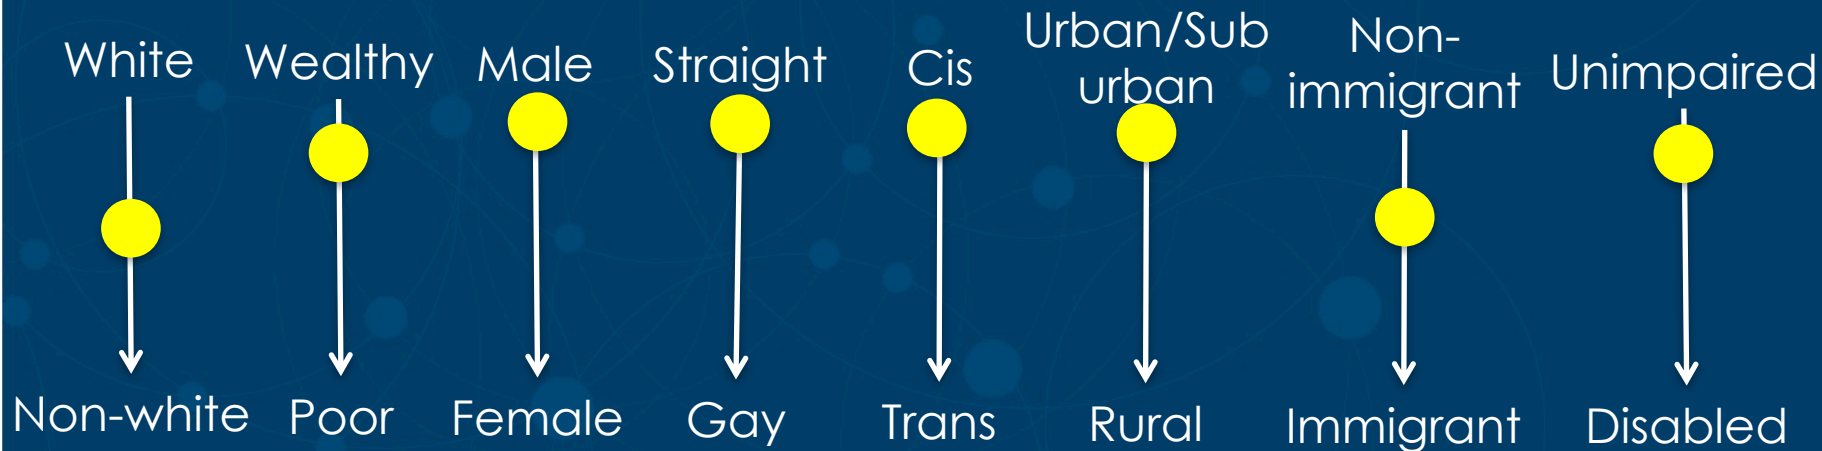 White
Wealthy
Male
Straight
Cis
Urban/Sub
urban
Non-
immigrant
Unimpaired
Non-white
Poor
Female
Gay
Trans
Rural
Immigrant
Disabled